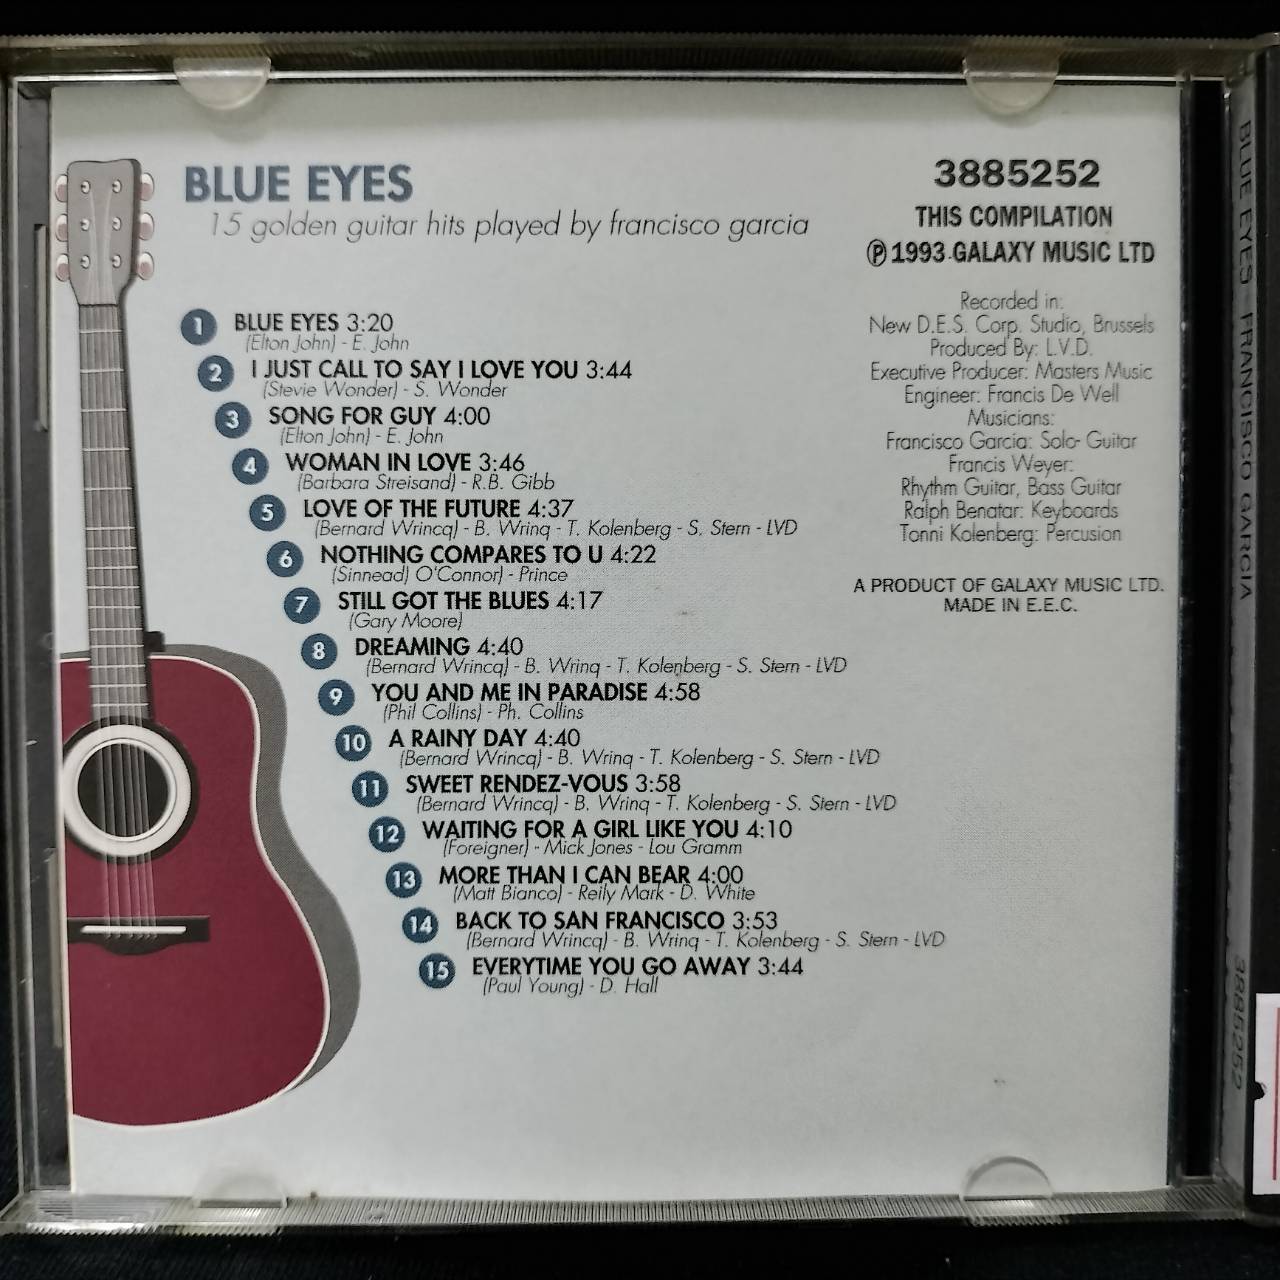 BLUE EYES
15 golden guitar hits played by francisco garcia
1 BLUE EYES 3:20
(Elton John) - E. John
2 I JUST CALL TO SAY I LOVE YOU 3:44
(Stevie Wonder) - S. Wonder
3 SONG FOR GUY 4:00
(Elton John) - E. John
4 WOMAN IN LOVE 3:46
(Barbara Streisand) - R.B. Gibb
5 LOVE OF THE FUTURE 4:37
(Bernard Wrincq) - B. Wrinq - T. Kolenberg - S. Stern - LVD
6 NOTHING COMPARES TO U 4:22
(Sinnead) O'Connor) - Prince
7 STILL GOT THE BLUES 4:17
(Gary Moore)
8 DREAMING 4:40
(Bernard Wrincq) - B. Wrinq - T. Kolenberg - S. Stern - LVD
9 YOU AND ME IN PARADISE 4:58
(Phil Collins) - Ph. Collins
10 A RAINY DAY 4:40
(Bernard Wrincq) - B. Wrinq - T. Kolenberg - S. Stern - LVD
11 SWEET RENDEZ-VOUS 3:58
(Bernard Wrincq) - B. Wrinq - T. Kolenberg - S. Stern - LVD
12 WAITING FOR A GIRL LIKE YOU 4:10
(Foreigner) - Mick Jones - Lou Gramm
13 MORE THAN I CAN BEAR 4:00
(Matt Bianco) - Reily Mark - D. White
14 BACK TO SAN FRANCISCO 3:53
(Bernard Wrincq) - B. Wrinq - T. Kolenberg - S. Stern - LVD
15 EVERYTIME YOU GO AWAY 3:44
(Paul Young) - D. Hall
3885252
THIS COMPILATION
℗ 1993 GALAXY MUSIC LTD
Recorded in:
New D.E.S. Corp. Studio, Brussels
Produced By: L.V.D.
Executive Producer: Masters Music
Engineer: Francis De Well
Musicians:
Francisco Garcia: Solo- Guitar
Francis Weyer:
Rhythm Guitar, Bass Guitar
Ralph Benatar: Keyboards
Tonni Kolenberg: Percusion
A PRODUCT OF GALAXY MUSIC LTD.
MADE IN E.E.C.
BLUE EYES - FRANCISCO GARCIA
3885252